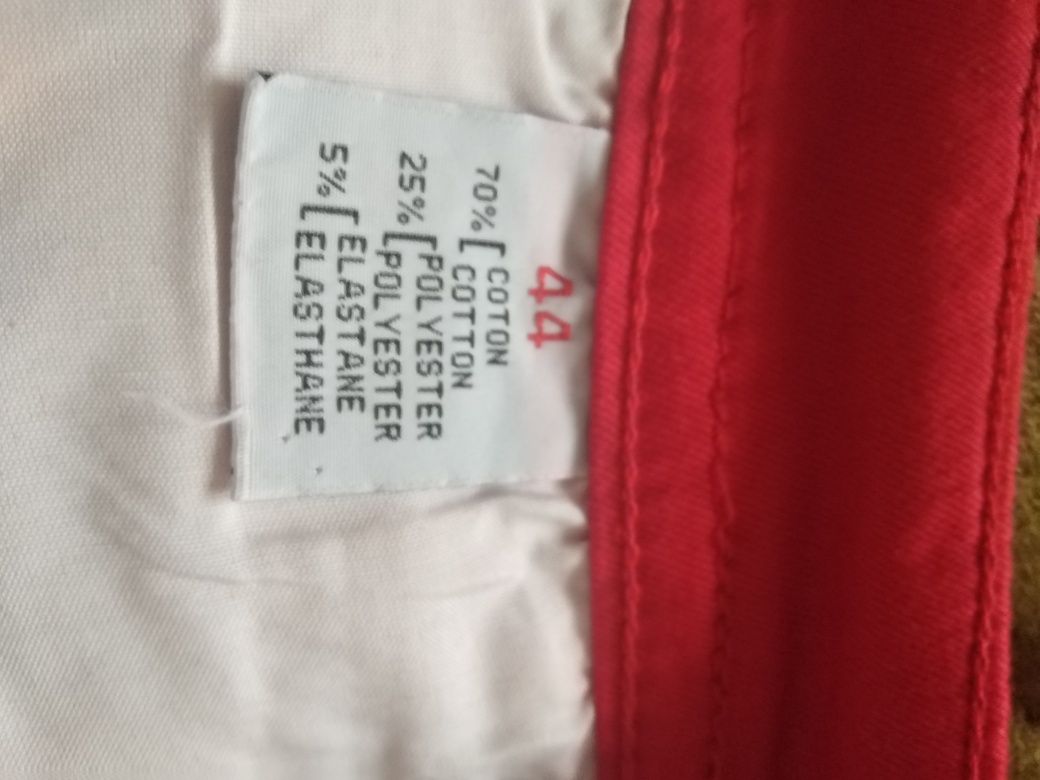 44
70% [ COTON
COTTON
25% [ POLYESTER
POLYESTER
5% [ ELASTANE
ELASTHANE